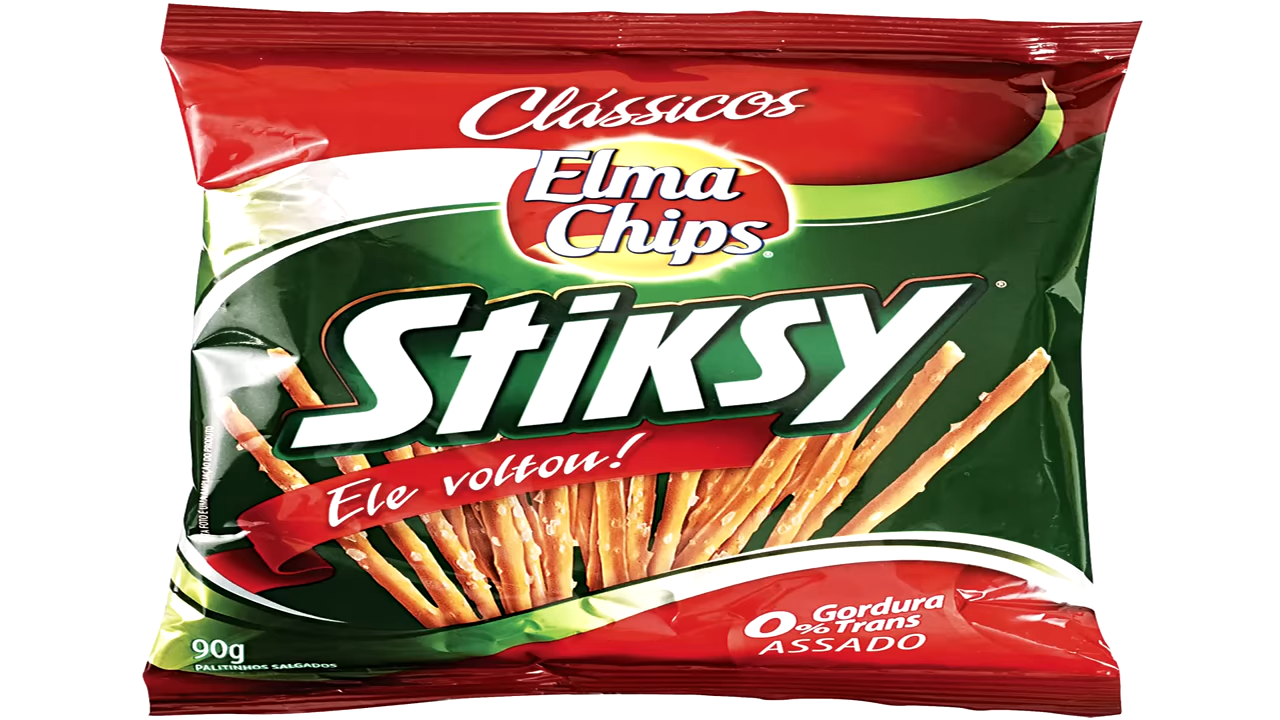 Clássicos
Elma
Chips
Stiksy
Ele voltou!
0% Gordura
Trans
ASSADO
90g
PALITINHOS SALGADOS